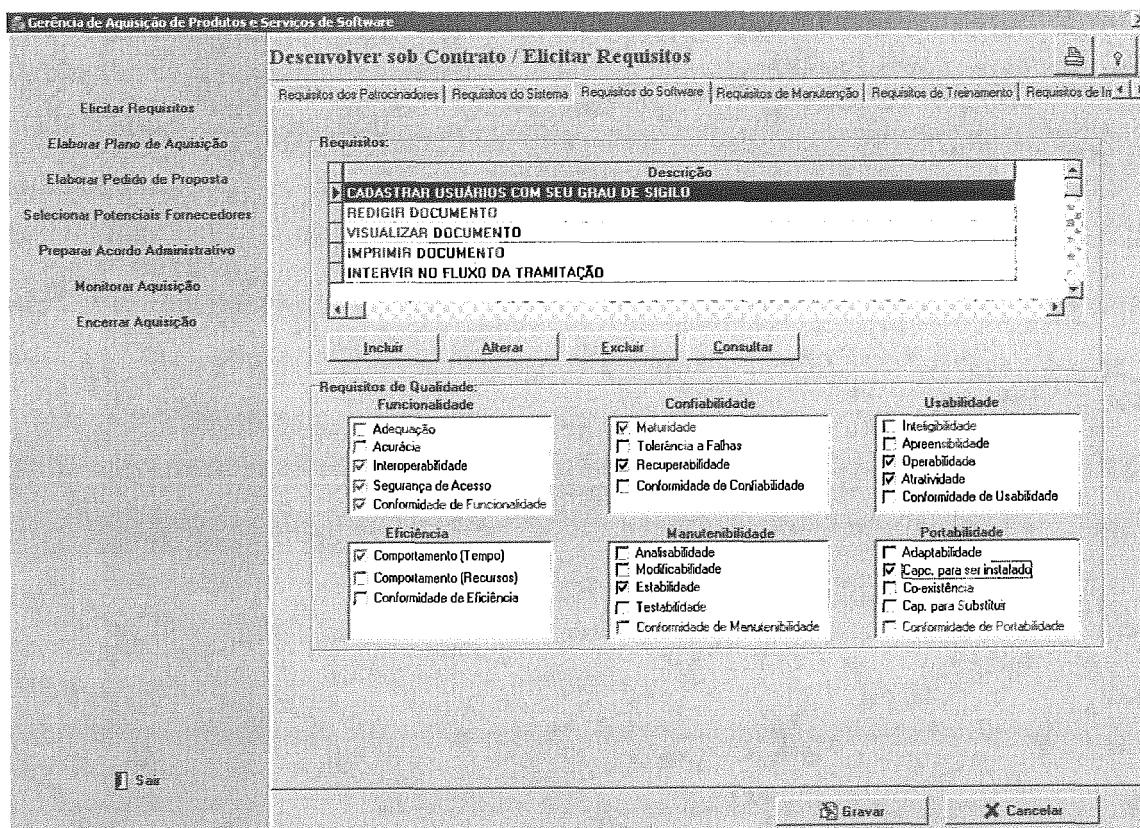 Gerência de Aquisição de Produtos e Serviços de Software
Desenvolver sob Contrato / Elicitar Requisitos
Requisitos dos Patrocinadores
Requisitos do Sistema
Requisitos do Software
Requisitos de Manutenção
Requisitos de Treinamento
Requisitos de In
Elicitar Requisitos
Elaborar Plano de Aquisição
Elaborar Pedido de Proposta
Selecionar Potenciais Fornecedores
Preparar Acordo Administrativo
Monitorar Aquisição
Encerrar Aquisição
Sair
Requisitos:
Descrição
CADASTRAR USUÁRIOS COM SEU GRAU DE SIGILO
REDIGIR DOCUMENTO
VISUALIZAR DOCUMENTO
IMPRIMIR DOCUMENTO
INTERVIR NO FLUXO DA TRAMITAÇÃO
Incluir
Alterar
Excluir
Consultar
Requisitos de Qualidade:
Funcionalidade
Adequação
Acurácia
Interoperabilidade
Segurança de Acesso
Conformidade de Funcionalidade
Confiabilidade
Maturidade
Tolerância a Falhas
Recuperabilidade
Conformidade de Confiabilidade
Usabilidade
Inteligibilidade
Apreensibilidade
Operabilidade
Atratividade
Conformidade de Usabilidade
Eficiência
Comportamento (Tempo)
Comportamento (Recursos)
Conformidade de Eficiência
Manutenibilidade
Analisabilidade
Modificabilidade
Estabilidade
Testabilidade
Conformidade de Manutenibilidade
Portabilidade
Adaptabilidade
Capc. para ser instalado
Co-existência
Cap. para Substituir
Conformidade de Portabilidade
Gravar
Cancelar